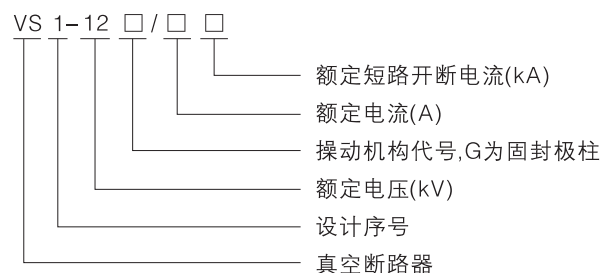 VS 1-12 □/□ □
额定短路开断电流(kA)
额定电流(A)
操动机构代号,G为固封极柱
额定电压(kV)
设计序号
真空断路器